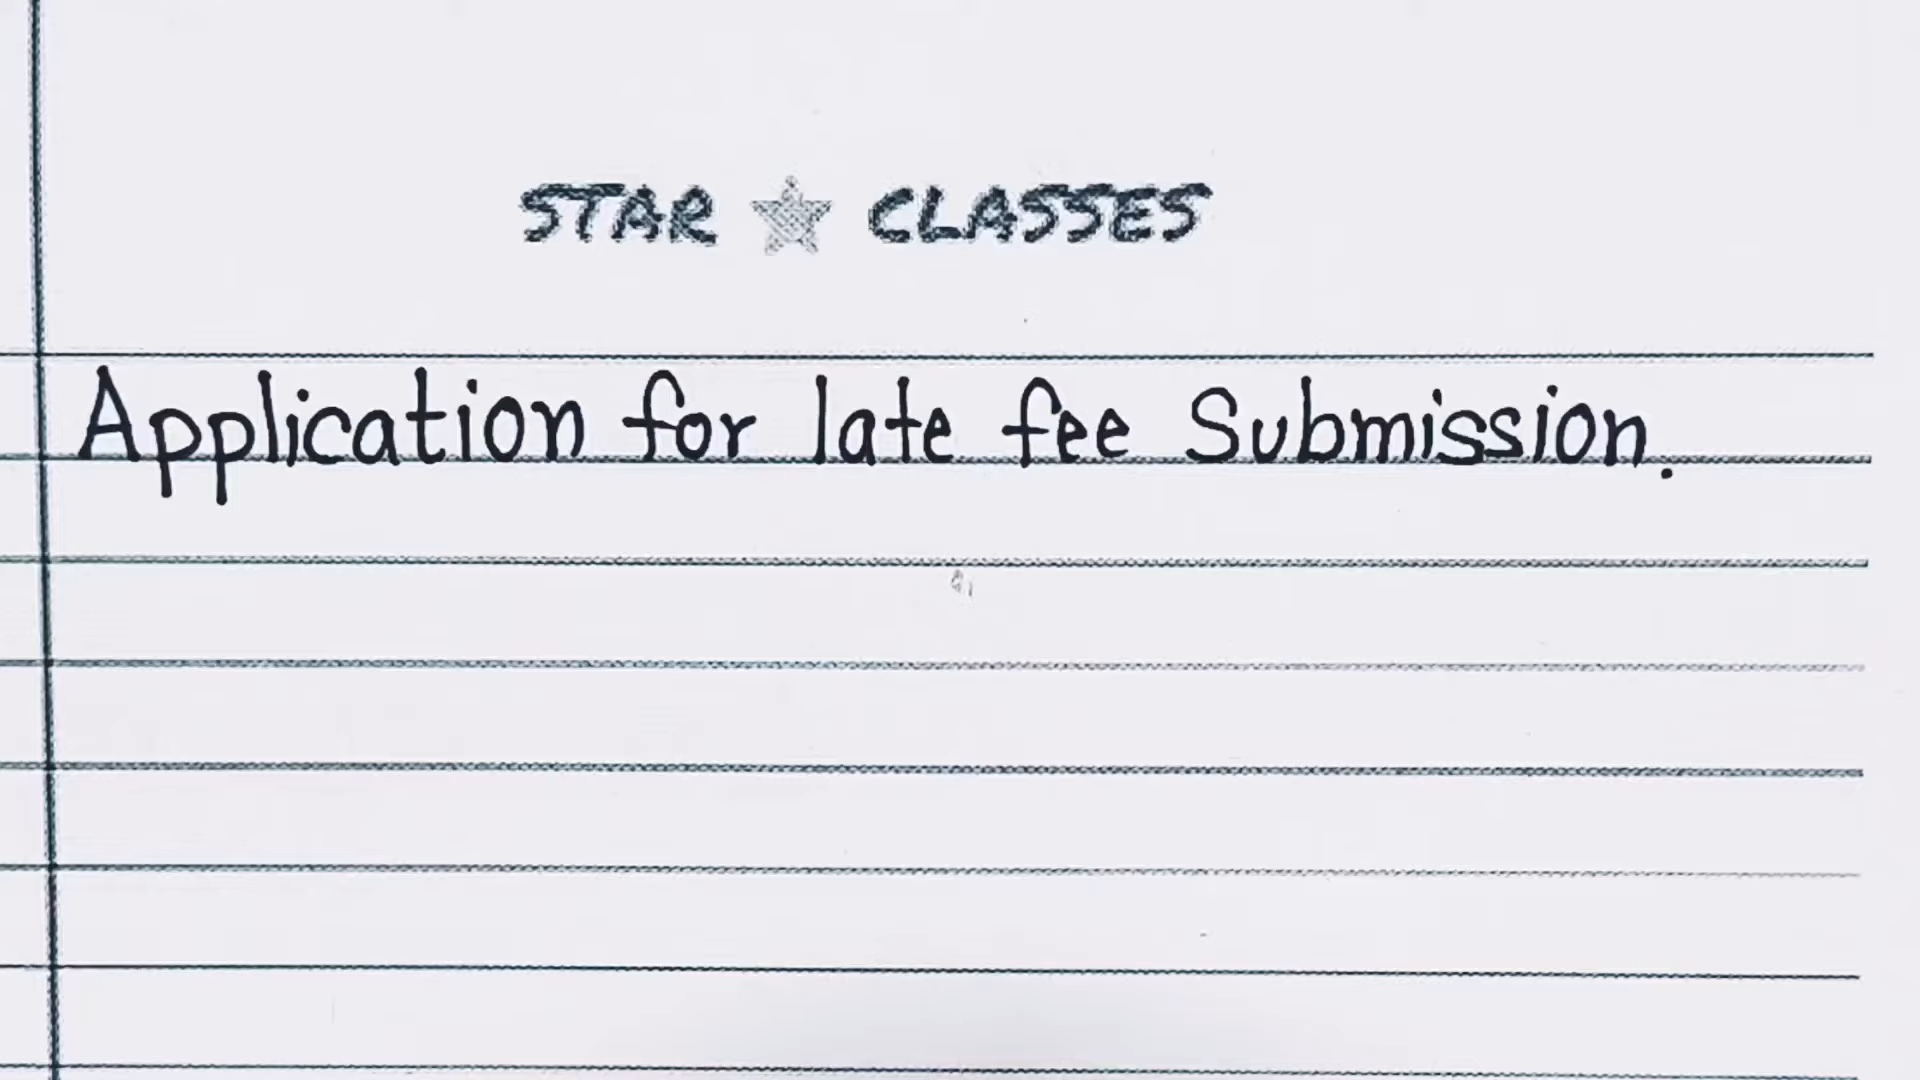 STAR ⭐ CLASSES
Application for late fee Submission.